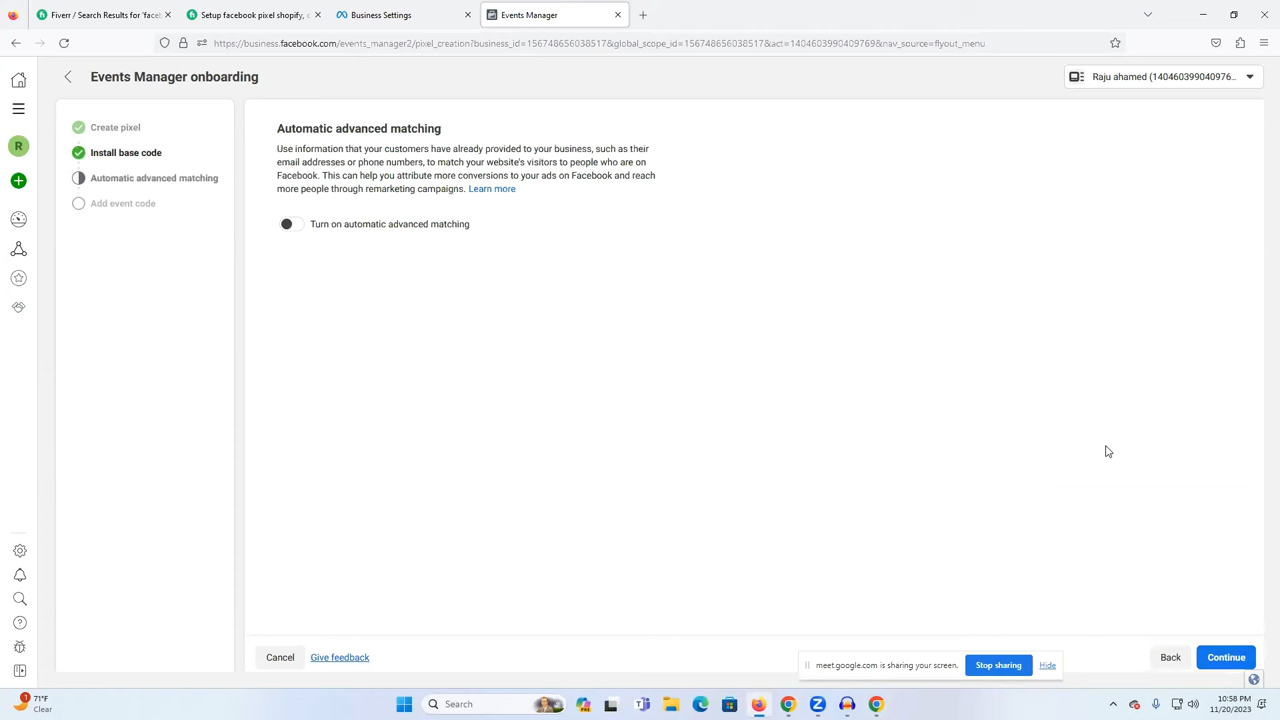 Fiverr / Search Results for 'facet
Setup facebook pixel shopify, c
Business Settings
Events Manager
https://business.facebook.com/events_manager2/pixel_creation?business_id=156748656038517&global_scope_id=156748656038517&act=1404603990409769&nav_source=flyout_menu
Events Manager onboarding
Raju ahamed (140460399040976...
R
Create pixel
Install base code
Automatic advanced matching
Add event code
Automatic advanced matching
Use information that your customers have already provided to your business, such as their
email addresses or phone numbers, to match your website's visitors to people who are on
Facebook. This can help you attribute more conversions to your ads on Facebook and reach
more people through remarketing campaigns. Learn more
Turn on automatic advanced matching
Cancel
Give feedback
meet.google.com is sharing your screen.
Stop sharing
Hide
Back
Continue
1
71°F
Clear
Search
10:58 PM
11/20/2023